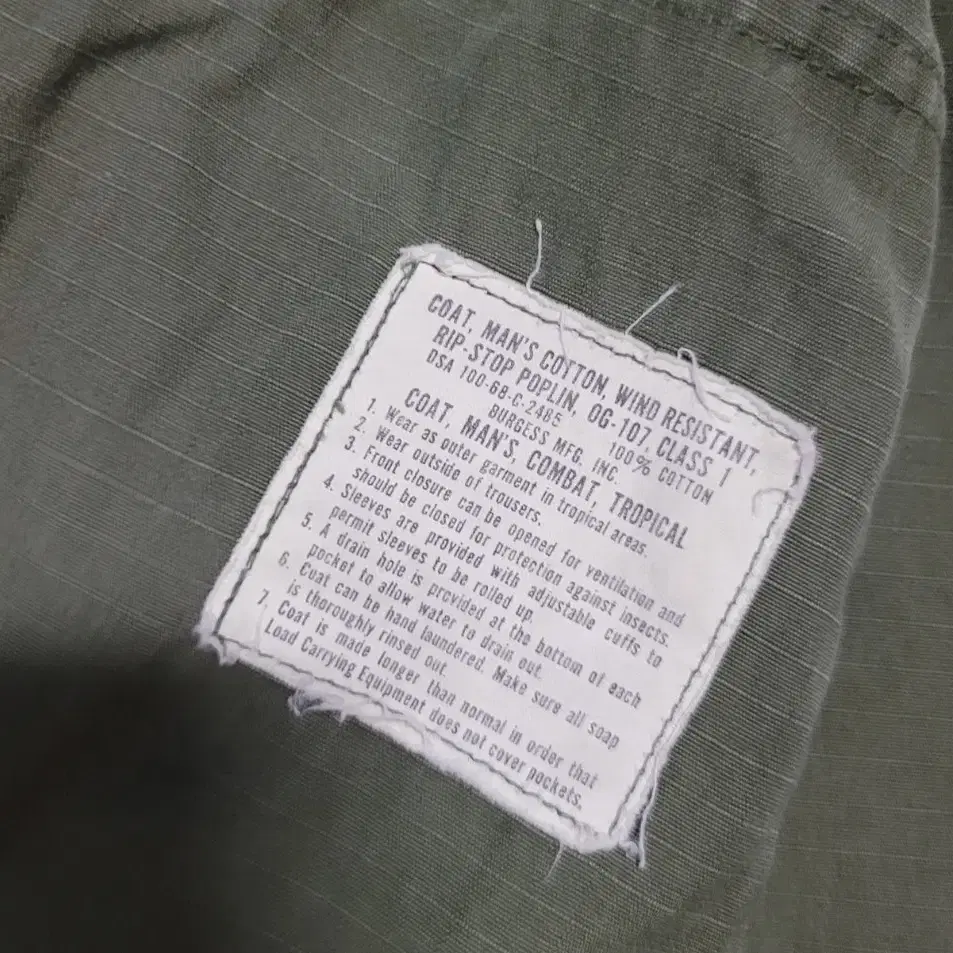 COAT, MAN'S COTTON, WIND RESISTANT,
RIP-STOP POPLIN, OG-107, CLASS 1
DSA 100-68-C-2485 100% COTTON
BURGESS MFG. INC.
COAT, MAN'S, COMBAT, TROPICAL
1. Wear as outer garment in tropical areas.
2. Wear outside of trousers.
3. Front closure can be opened for ventilation and
should be closed for protection against insects.
4. Sleeves are provided with adjustable cuffs to
permit sleeves to be rolled up.
5. A drain hole is provided at the bottom of each
pocket to allow water to drain out.
6. Coat can be hand laundered. Make sure all soap
is thoroughly rinsed out.
7. Coat is made longer than normal in order that
Load Carrying Equipment does not cover pockets.